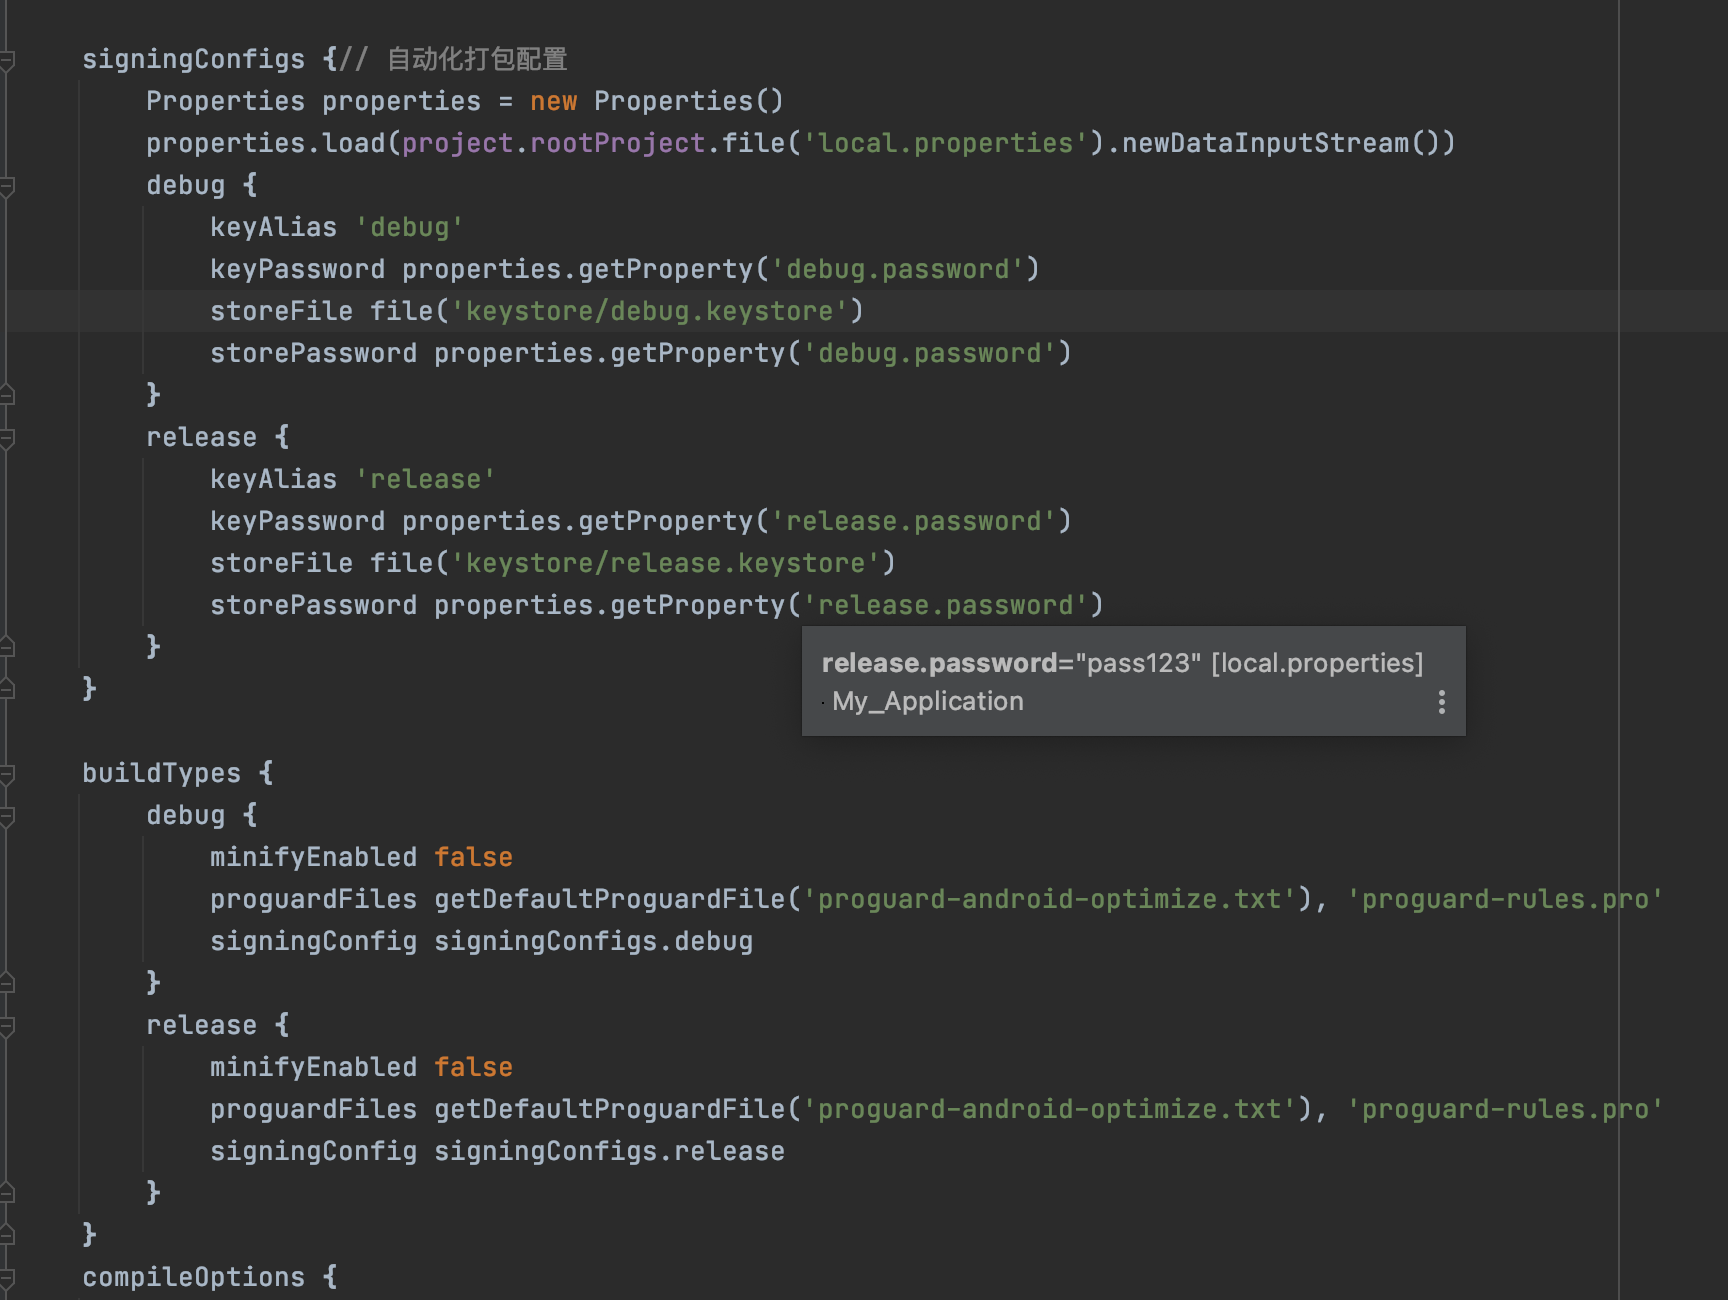 signingConfigs {// 自动化打包配置
Properties properties = new Properties()
properties.load(project.rootProject.file('local.properties').newDataInputStream())
debug {
keyAlias 'debug'
keyPassword properties.getProperty('debug.password')
storeFile file('keystore/debug.keystore')
storePassword properties.getProperty('debug.password')
}
release {
keyAlias 'release'
keyPassword properties.getProperty('release.password')
storeFile file('keystore/release.keystore')
storePassword properties.getProperty('release.password')
}
release.password="pass123" [local.properties]
· My_Application
}
buildTypes {
debug {
minifyEnabled false
proguardFiles getDefaultProguardFile('proguard-android-optimize.txt'), 'proguard-rules.pro'
signingConfig signingConfigs.debug
}
release {
minifyEnabled false
proguardFiles getDefaultProguardFile('proguard-android-optimize.txt'), 'proguard-rules.pro'
signingConfig signingConfigs.release
}
}
compileOptions {